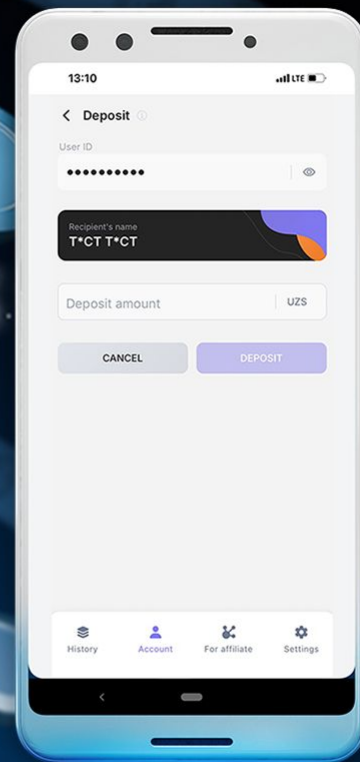 13:10 LTE
Deposit
User ID
••••••••••
Recipient's name
T*CT T*CT
Deposit amount UZS
CANCEL DEPOSIT
History Account For affiliate Settings